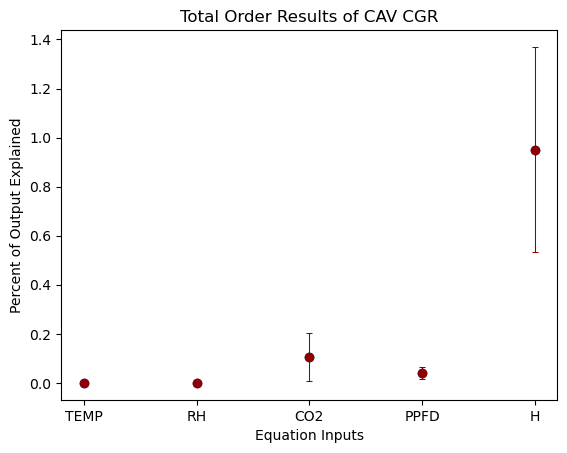 Total Order Results of CAV CGR
Percent of Output Explained
1.4
1.2
1.0
0.8
0.6
0.4
0.2
0.0
TEMP RH CO2 PPFD H
Equation Inputs